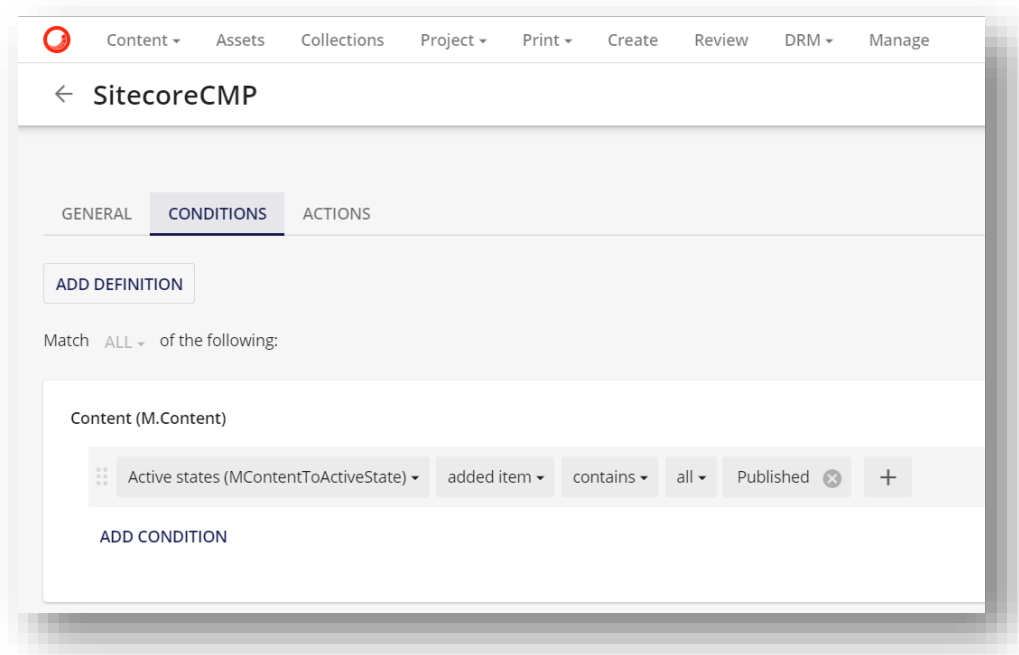 Content Assets Collections Project Print Create Review DRM Manage
SitecoreCMP
GENERAL CONDITIONS ACTIONS
ADD DEFINITION
Match ALL of the following:
Content (M.Content)
Active states (MContentToActiveState) added item contains all Published +
ADD CONDITION